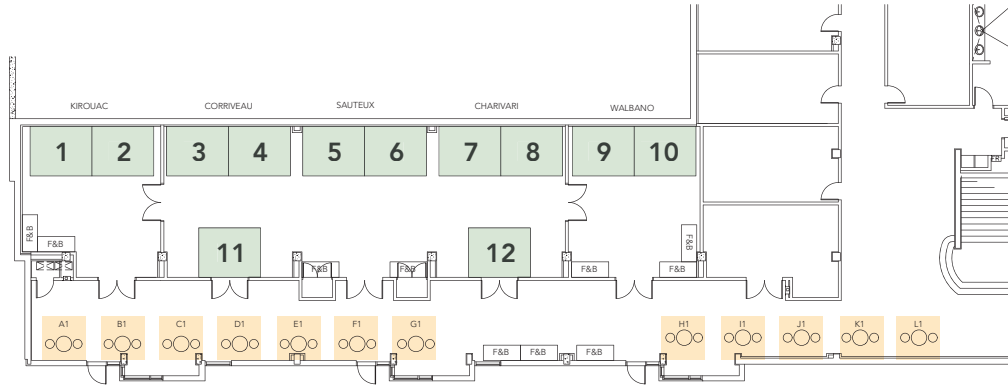 KIROUAC CORRIVEAU SAUTEUX CHARIVARI WALBANO
1 2 3 4 5 6 7 8 9 10
F&B
F&B
F&B
11 12
F&B F&B F&B F&B
A1 B1 C1 D1 E1 F1 G1 H1 I1 J1 K1 L1
F&B F&B F&B